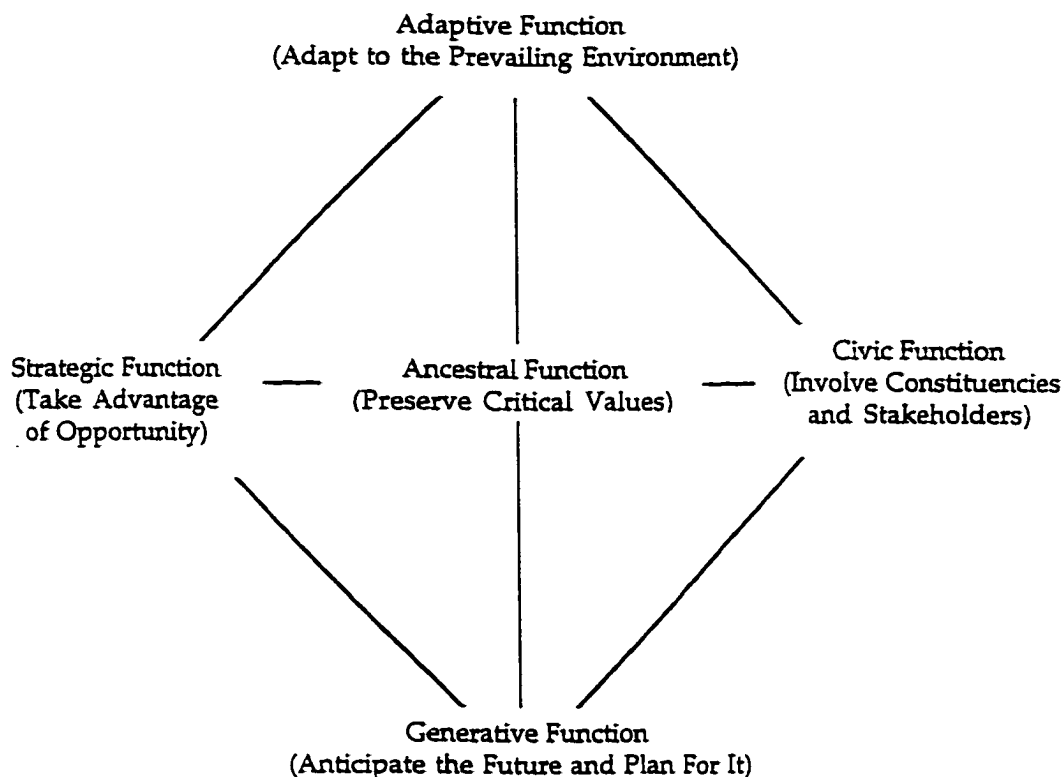 Adaptive Function
(Adapt to the Prevailing Environment)
Strategic Function
(Take Advantage
of Opportunity)
Ancestral Function
(Preserve Critical Values)
Civic Function
(Involve Constituencies
and Stakeholders)
Generative Function
(Anticipate the Future and Plan For It)